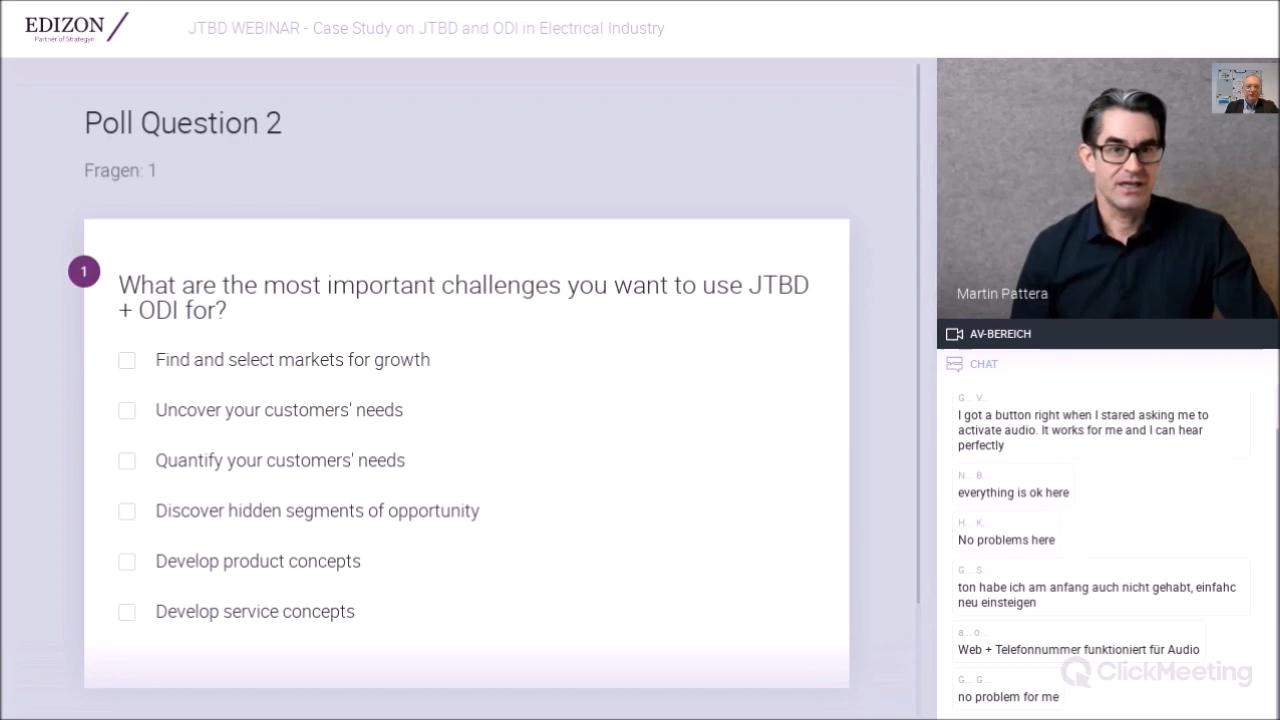 EDIZON
Partner of Strategyn
JTBD WEBINAR - Case Study on JTBD and ODI in Electrical Industry
Poll Question 2
Fragen: 1
1
What are the most important challenges you want to use JTBD
+ ODI for?
Find and select markets for growth
Uncover your customers' needs
Quantify your customers' needs
Discover hidden segments of opportunity
Develop product concepts
Develop service concepts
Martin Pattera
AV-BEREICH
CHAT
G... V...
I got a button right when I stared asking me to
activate audio. It works for me and I can hear
perfectly
N... B...
everything is ok here
H... K...
No problems here
G... S...
ton habe ich am anfang auch nicht gehabt, einfahc
neu einsteigen
a... o...
Web + Telefonnummer funktioniert für Audio
G... G...
no problem for me
ClickMeeting